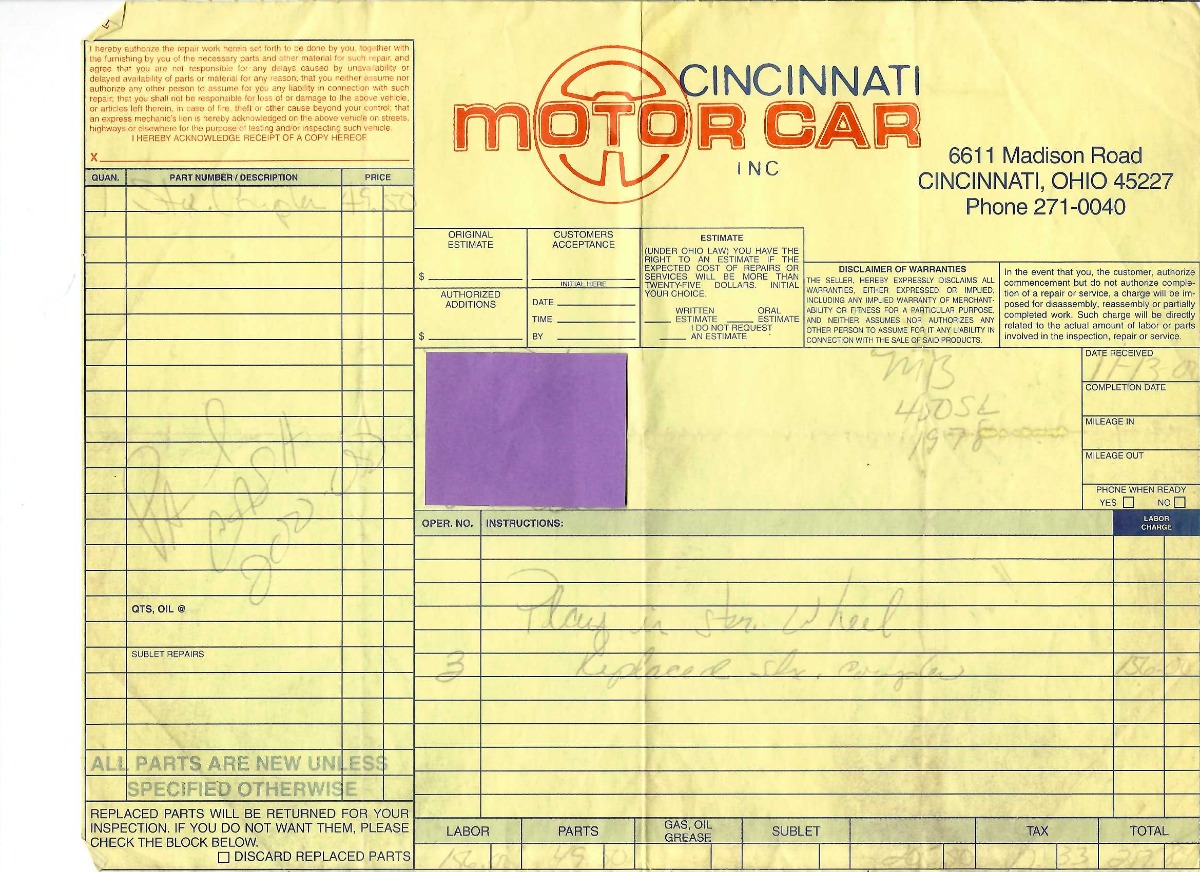 I hereby authorize the repair work herein set forth to be done by you, together with
the furnishing by you of the necessary parts and other material for such repair, and
agree that you are not responsible for any delays caused by unavailability or
delayed availability of parts or material for any reason; that you neither assume nor
authorize any other person to assume for you any liability in connection with such
repair; that you shall not be responsible for loss of or damage to the above vehicle,
or articles left therein, in case of fire, theft or other cause beyond your control; that
an express mechanic's lien is hereby acknowledged on the above vehicle on streets,
highways or elsewhere for the purpose of testing and/or inspecting such vehicle.
I HEREBY ACKNOWLEDGE RECEIPT OF A COPY HEREOF
X
CINCINNATI
MOTOR CAR
INC
6611 Madison Road
CINCINNATI, OHIO 45227
Phone 271-0040
QUAN. PART NUMBER / DESCRIPTION PRICE
1 49.50
ORIGINAL
ESTIMATE
$
CUSTOMERS
ACCEPTANCE
INITIAL HERE
AUTHORIZED
ADDITIONS
$
DATE
TIME
BY
ESTIMATE
(UNDER OHIO LAW) YOU HAVE THE
RIGHT TO AN ESTIMATE IF THE
EXPECTED COST OF REPAIRS OR
SERVICES WILL BE MORE THAN
TWENTY-FIVE DOLLARS. INITIAL
YOUR CHOICE.
WRITTEN ESTIMATE ORAL ESTIMATE
I DO NOT REQUEST
AN ESTIMATE
DISCLAIMER OF WARRANTIES
THE SELLER, HEREBY EXPRESSLY DISCLAIMS ALL
WARRANTIES, EITHER EXPRESSED OR IMPLIED,
INCLUDING ANY IMPLIED WARRANTY OF MERCHANT-
ABILITY OR FITNESS FOR A PARTICULAR PURPOSE,
AND NEITHER ASSUMES NOR AUTHORIZES ANY
OTHER PERSON TO ASSUME FOR IT ANY LIABILITY IN
CONNECTION WITH THE SALE OF SAID PRODUCTS.
In the event that you, the customer, authorize
commencement but do not authorize comple-
tion of a repair or service, a charge will be im-
posed for disassembly, reassembly or partially
completed work. Such charge will be directly
related to the actual amount of labor or parts
involved in the inspection, repair or service.
MB
450SL
1978
DATE RECEIVED
COMPLETION DATE
MILEAGE IN
MILEAGE OUT
PHONE WHEN READY
YES NO
OPER. NO. INSTRUCTIONS: LABOR CHARGE
Play in Ster. Wheel
3 Replaced Ste. 
QTS, OIL @
SUBLET REPAIRS
ALL PARTS ARE NEW UNLESS
SPECIFIED OTHERWISE
REPLACED PARTS WILL BE RETURNED FOR YOUR
INSPECTION. IF YOU DO NOT WANT THEM, PLEASE
CHECK THE BLOCK BELOW.
DISCARD REPLACED PARTS
LABOR PARTS GAS, OIL GREASE SUBLET TAX TOTAL